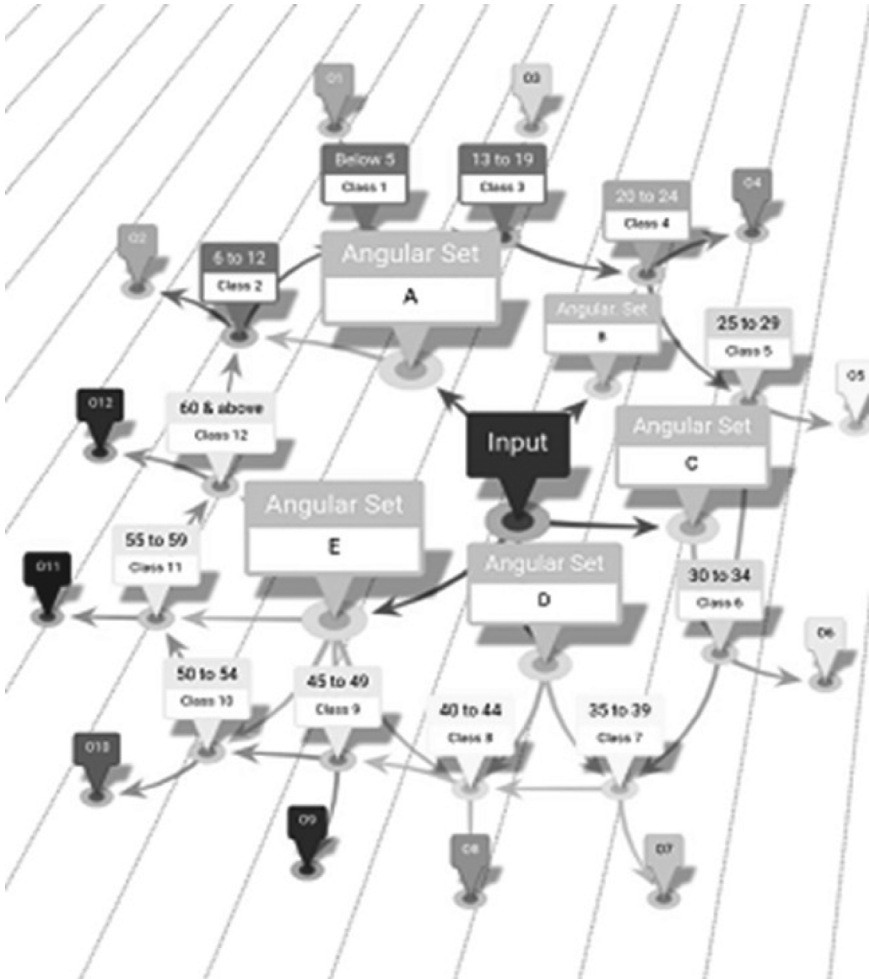 O1
O3
Below 5
Class 1
13 to 19
Class 3
20 to 24
Class 4
O4
O2
6 to 12
Class 2
Angular Set
A
Angular Set
B
25 to 29
Class 5
O5
O12
60 & above
Class 12
Input
Angular Set
C
Angular Set
E
55 to 59
Class 11
O11
Angular Set
D
30 to 34
Class 6
O6
50 to 54
Class 10
45 to 49
Class 9
40 to 44
Class 8
35 to 39
Class 7
O10
O9
O8
O7